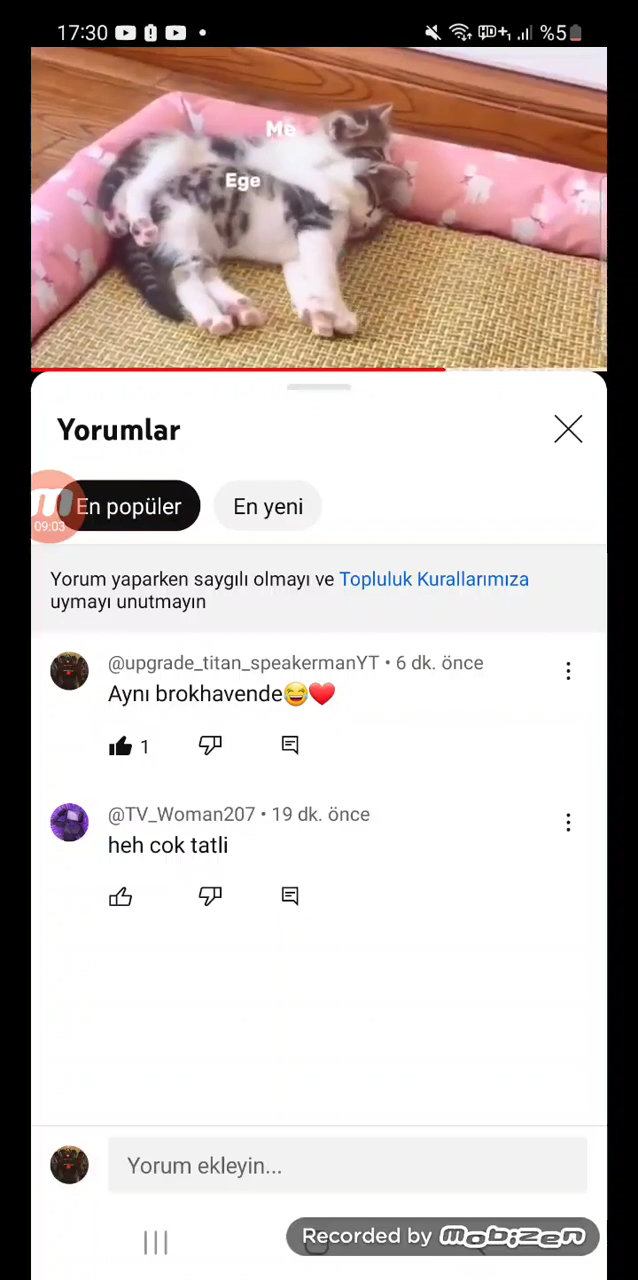 17:30 %5
Me
Ege
Yorumlar
En popüler
En yeni
09:03
Yorum yaparken saygılı olmayı ve Topluluk Kurallarımıza
uymayı unutmayın
@upgrade_titan_speakermanYT • 6 dk. önce
Aynı brokhavende😂❤️
1
@TV_Woman207 • 19 dk. önce
heh cok tatli
Yorum ekleyin...
Recorded by mobizen